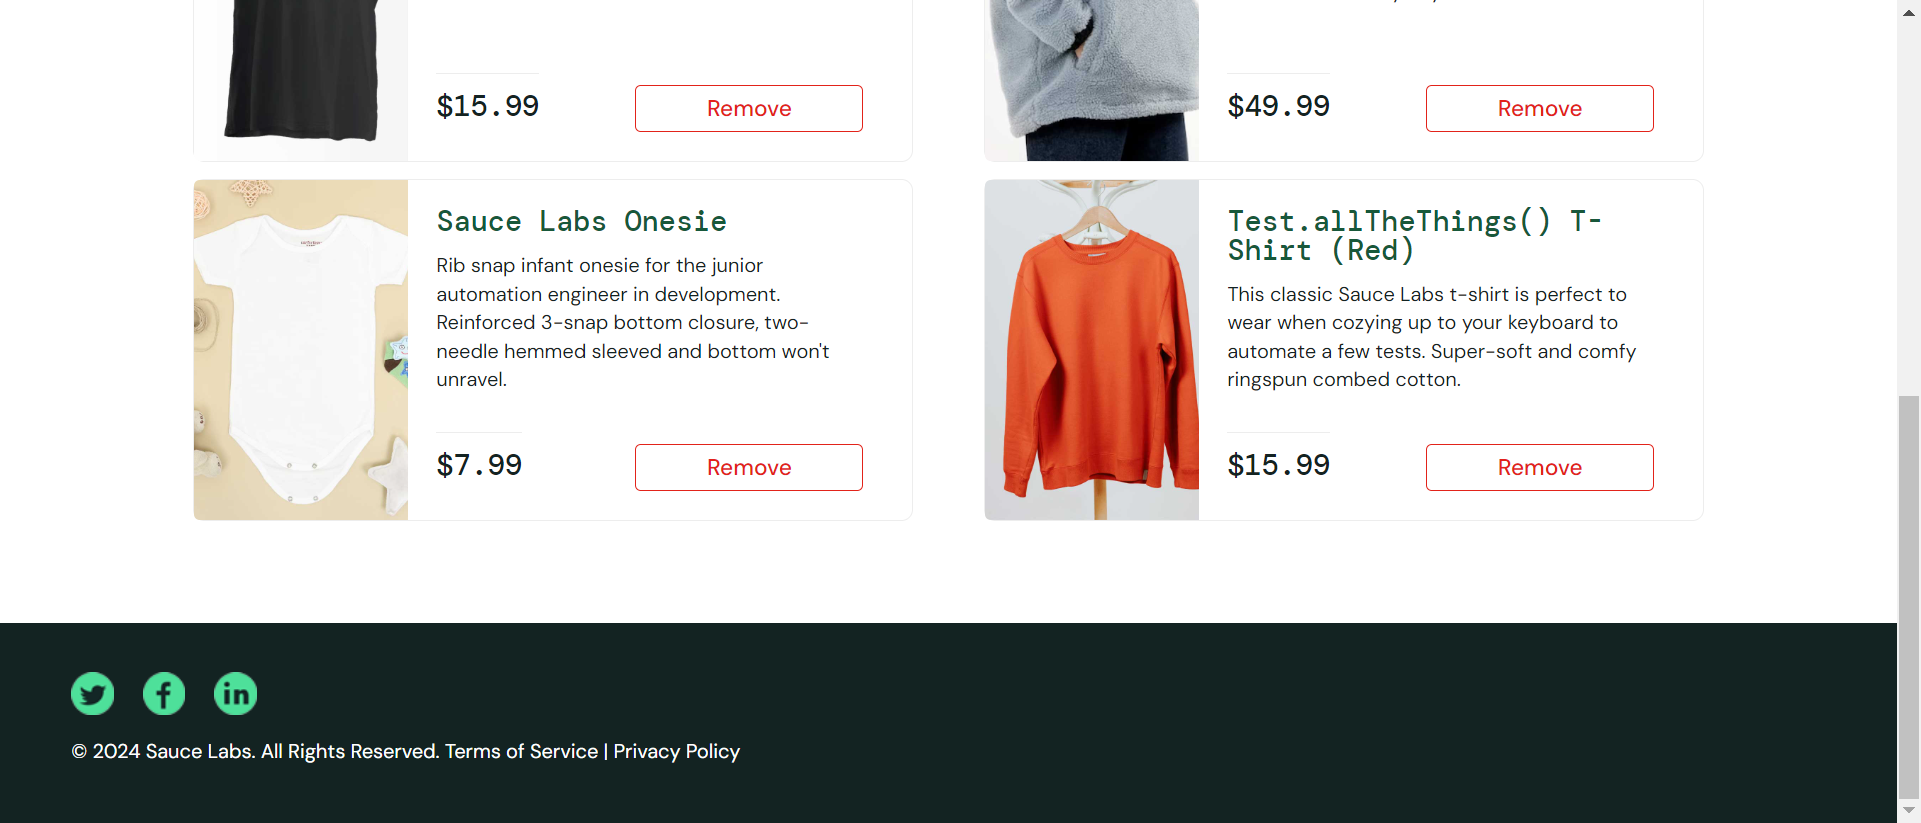 $15.99
Remove
$49.99
Remove
Sauce Labs Onesie
Rib snap infant onesie for the junior
automation engineer in development.
Reinforced 3-snap bottom closure, two-
needle hemmed sleeved and bottom won't
unravel.
$7.99
Remove
Test.allTheThings() T-
Shirt (Red)
This classic Sauce Labs t-shirt is perfect to
wear when cozying up to your keyboard to
automate a few tests. Super-soft and comfy
ringspun combed cotton.
$15.99
Remove
© 2024 Sauce Labs. All Rights Reserved. Terms of Service | Privacy Policy